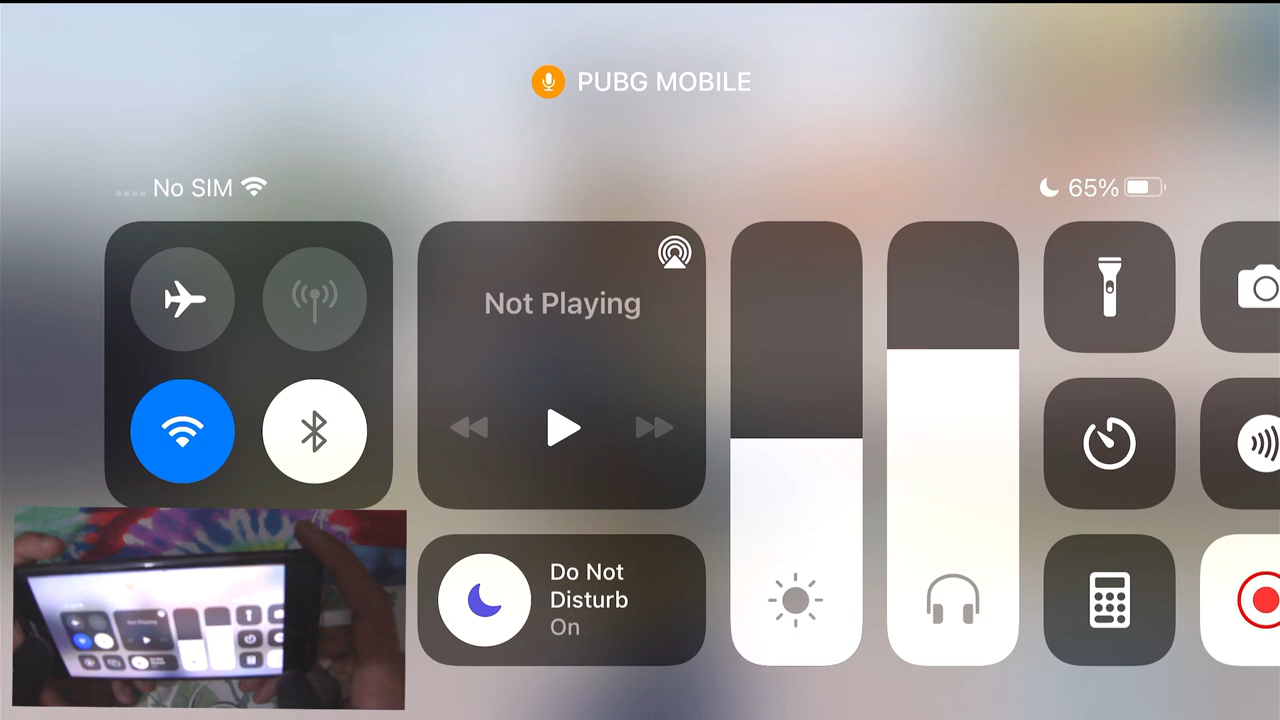 PUBG MOBILE
No SIM
65%
Not Playing
Do Not
Disturb
On